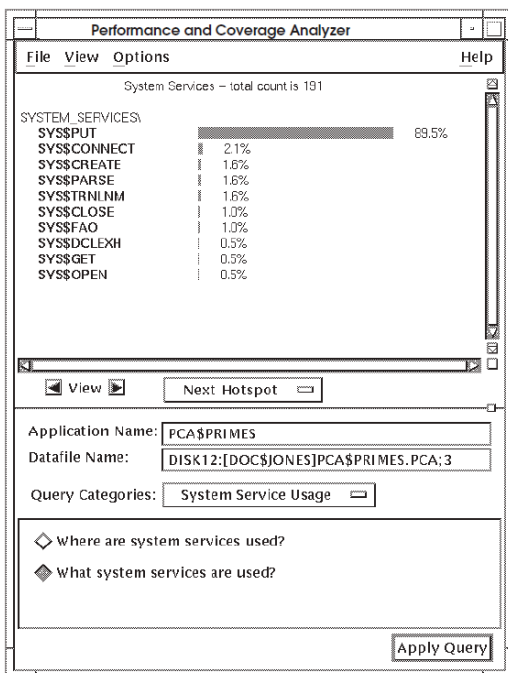 Performance and Coverage Analyzer
File View Options Help
System Services – total count is 191
SYSTEM_SERVICES\
SYS$PUT 89.5%
SYS$CONNECT 2.1%
SYS$CREATE 1.6%
SYS$PARSE 1.6%
SYS$TRNLNM 1.6%
SYS$CLOSE 1.0%
SYS$FAO 1.0%
SYS$DCLEXH 0.5%
SYS$GET 0.5%
SYS$OPEN 0.5%
View Next Hotspot
Application Name: PCA$PRIMES
Datafile Name: DISK12:[DOC$JONES]PCA$PRIMES.PCA;3
Query Categories: System Service Usage
Where are system services used?
What system services are used?
Apply Query